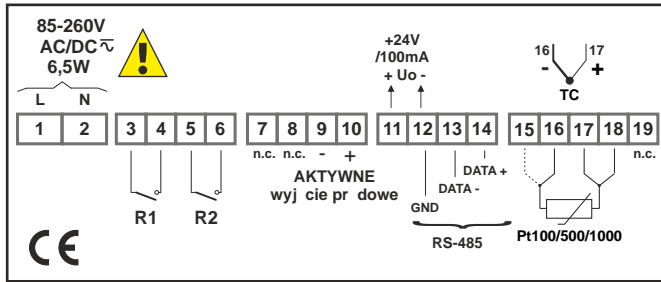 85-260V
AC/DC
6,5W
L N
+24V
/100mA
+ Uo -
16 17
- +
TC
1 2 3 4 5 6 7 8 9 10 11 12 13 14 15 16 17 18 19
n.c. n.c. - + n.c.
AKTYWNE
wyj cie pr dowe
R1 R2
DATA +
DATA -
GND
RS-485
Pt100/500/1000
CE